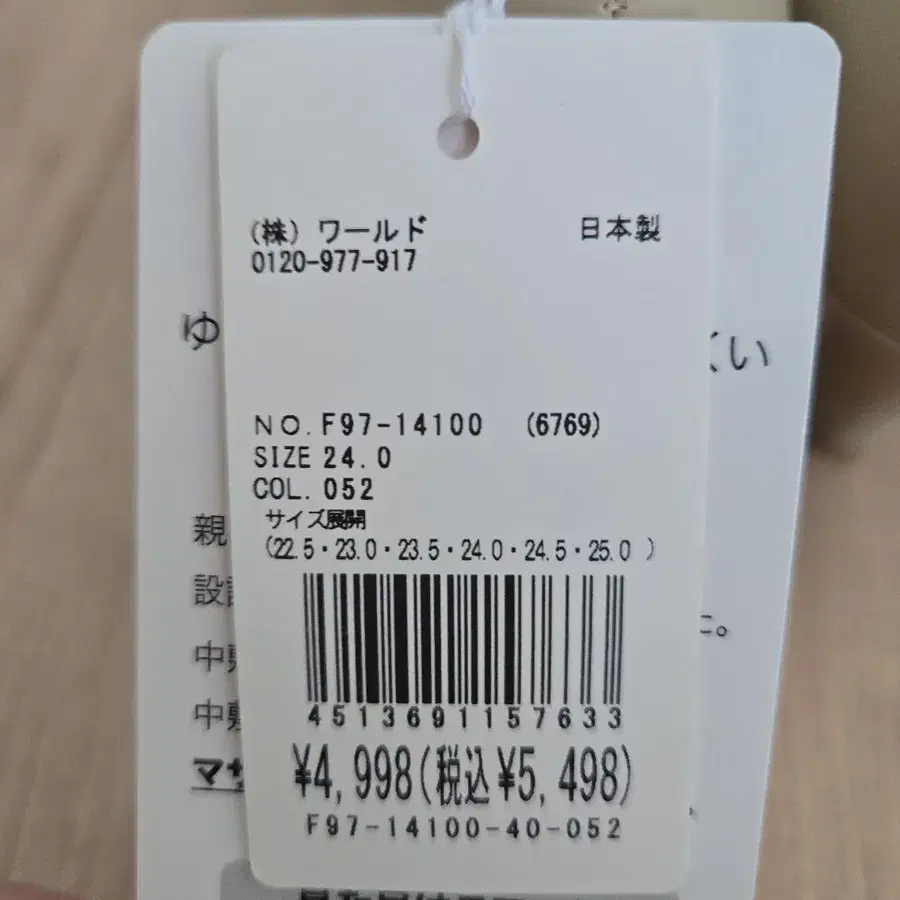 (株) ワールド 日本製
0120-977-917
NO. F97-14100 (6769)
SIZE 24.0
COL. 052
サイズ展開
(22.5・23.0・23.5・24.0・24.5・25.0 )
4513691157633
¥4,998(税込¥5,498)
F97-14100-40-052
ゆ
くい
親
設
た。
中
中
マサ